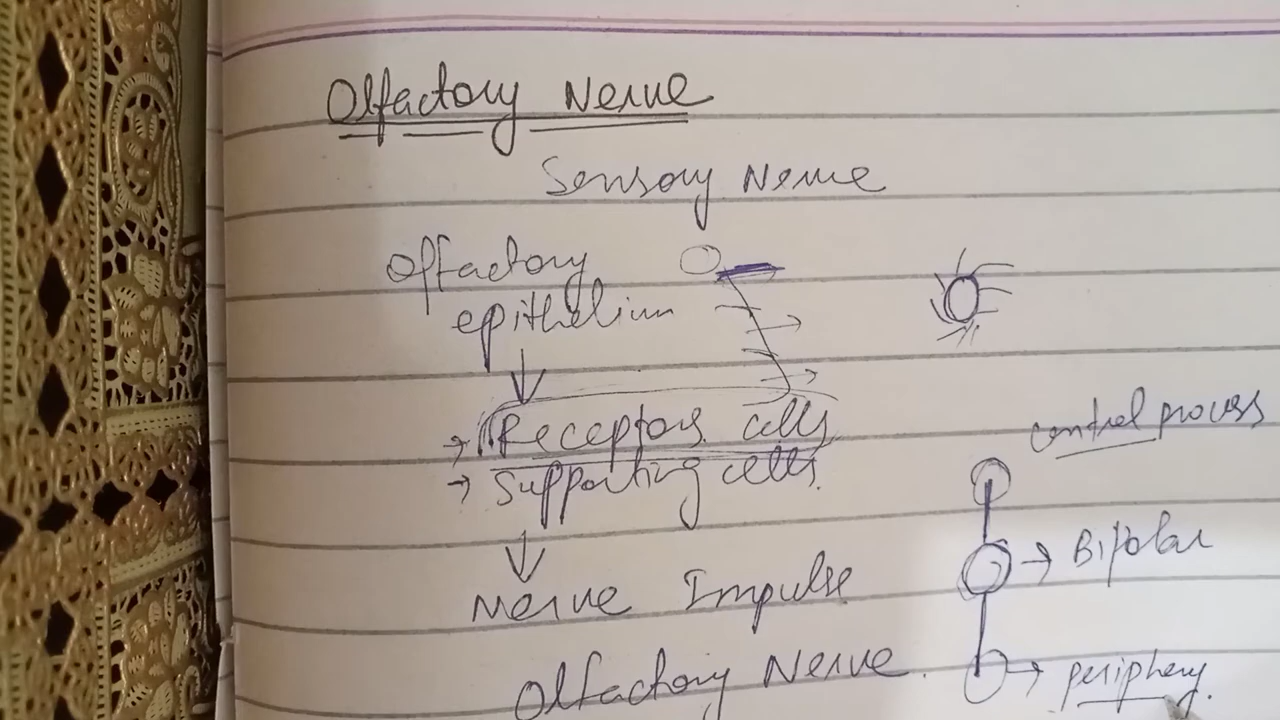 Olfactory Nerve
Sensory Nerve
Olfactory
epithelium
→ Receptors cells
→ Supporting cells.
Nerve Impulse
Olfactory Nerve.
central process
→ Bipolar
→ periphery.